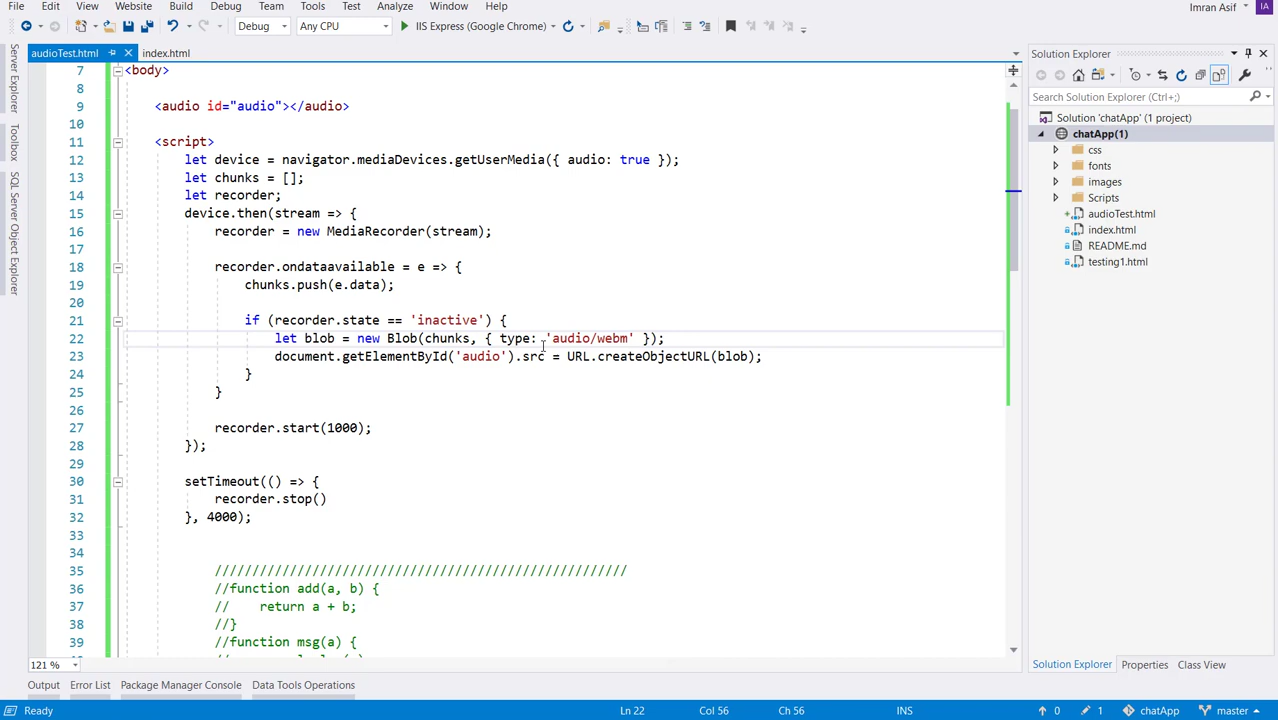 File Edit View Website Build Debug Team Tools Test Analyze Window Help Imran Asif IA
Debug Any CPU IIS Express (Google Chrome)
audioTest.html index.html
Server Explorer
Toolbox
SQL Server Object Explorer
7 <body>
8
9 <audio id="audio"></audio>
10
11 <script>
12 let device = navigator.mediaDevices.getUserMedia({ audio: true });
13 let chunks = [];
14 let recorder;
15 device.then(stream => {
16 recorder = new MediaRecorder(stream);
17
18 recorder.ondataavailable = e => {
19 chunks.push(e.data);
20
21 if (recorder.state == 'inactive') {
22 let blob = new Blob(chunks, { type: 'audio/webm' });
23 document.getElementById('audio').src = URL.createObjectURL(blob);
24 }
25 }
26
27 recorder.start(1000);
28 });
29
30 setTimeout(() => {
31 recorder.stop()
32 }, 4000);
33
34
35 ///////////////////////////////////////////////////////
36 //function add(a, b) {
37 // return a + b;
38 //}
39 //function msg(a) {
121 %
Solution Explorer
Search Solution Explorer (Ctrl+;)
Solution 'chatApp' (1 project)
chatApp(1)
css
fonts
images
Scripts
audioTest.html
index.html
README.md
testing1.html
Solution Explorer Properties Class View
Output Error List Package Manager Console Data Tools Operations
Ready Ln 22 Col 56 Ch 56 INS 0 1 chatApp master